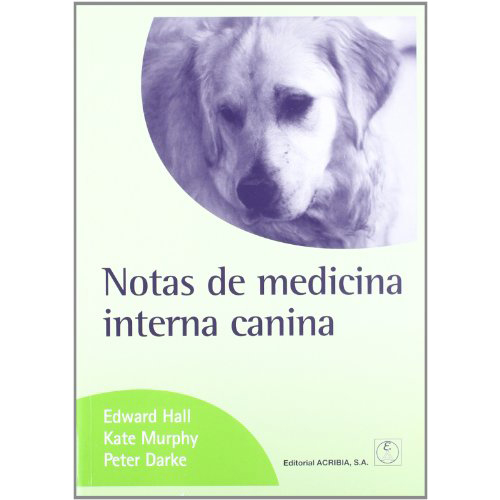 Notas de medicina
interna canina
Edward Hall
Kate Murphy
Peter Darke
Editorial ACRIBIA, S.A.